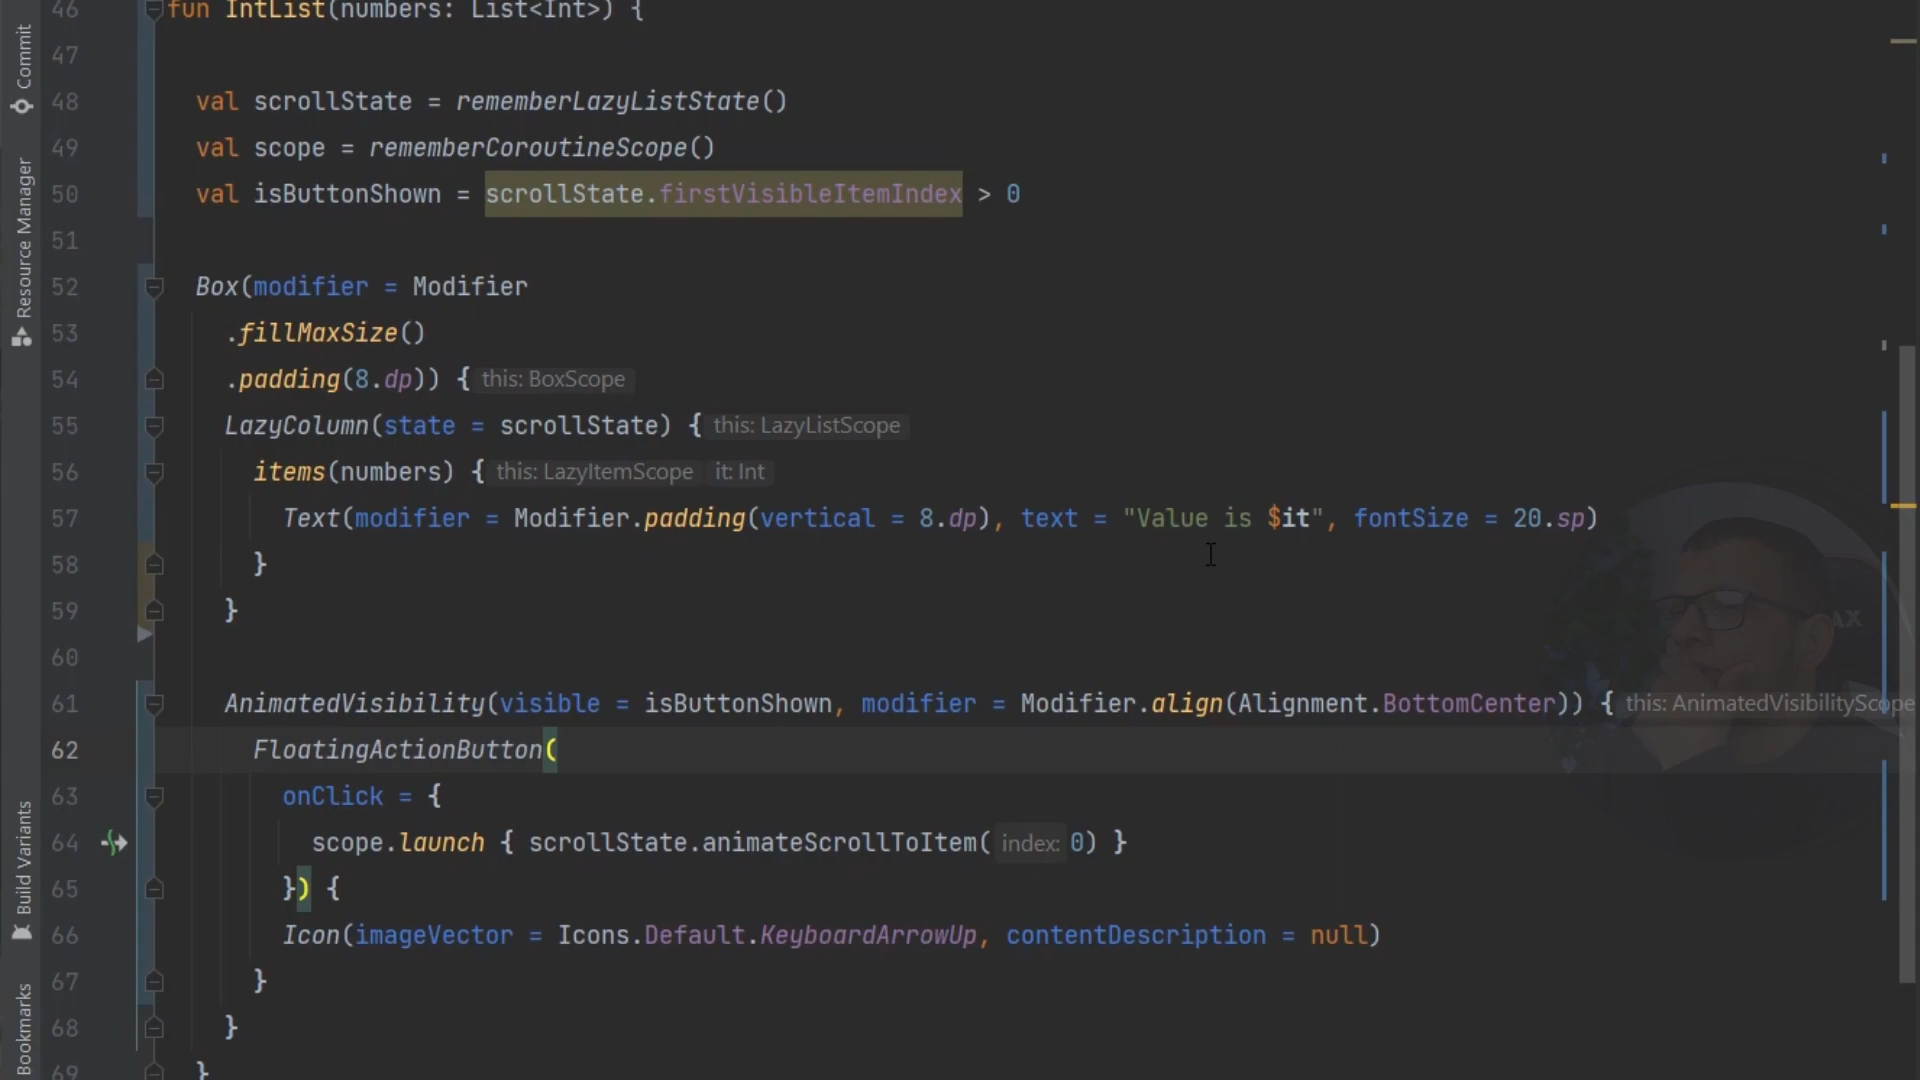 Commit
Resource Manager
Build Variants
Bookmarks
46 fun IntList(numbers: List<Int>) {
47
48 val scrollState = rememberLazyListState()
49 val scope = rememberCoroutineScope()
50 val isButtonShown = scrollState.firstVisibleItemIndex > 0
51
52 Box(modifier = Modifier
53 .fillMaxSize()
54 .padding(8.dp)) { this: BoxScope
55 LazyColumn(state = scrollState) { this: LazyListScope
56 items(numbers) { this: LazyItemScope it: Int
57 Text(modifier = Modifier.padding(vertical = 8.dp), text = "Value is $it", fontSize = 20.sp)
58 }
59 }
60
61 AnimatedVisibility(visible = isButtonShown, modifier = Modifier.align(Alignment.BottomCenter)) { this: AnimatedVisibilityScope
62 FloatingActionButton(
63 onClick = {
64 scope.launch { scrollState.animateScrollToItem( index: 0) }
65 }) {
66 Icon(imageVector = Icons.Default.KeyboardArrowUp, contentDescription = null)
67 }
68 }
69 }